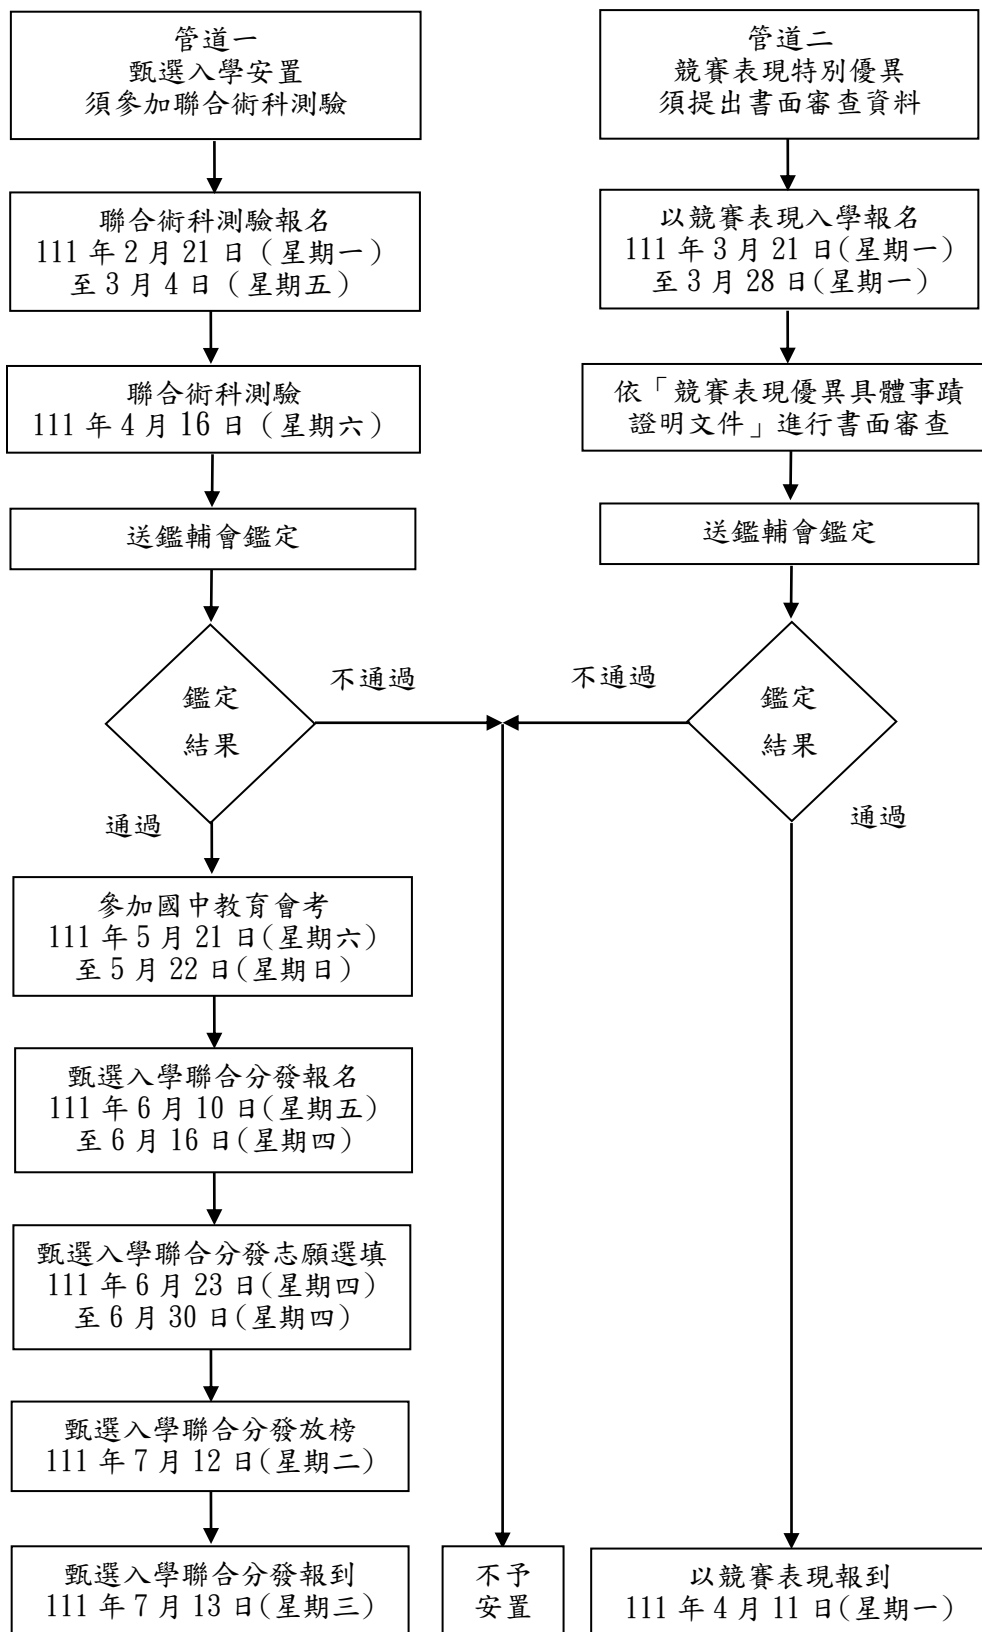 管道一
甄選入學安置
須參加聯合術科測驗
聯合術科測驗報名
111 年 2 月 21 日（星期一）
至 3 月 4 日（星期五）
聯合術科測驗
111 年 4 月 16 日（星期六）
送鑑輔會鑑定
鑑定
結果
不通過
通過
參加國中教育會考
111 年 5 月 21 日(星期六)
至 5 月 22 日(星期日)
甄選入學聯合分發報名
111 年 6 月 10 日(星期五)
至 6 月 16 日(星期四)
甄選入學聯合分發志願選填
111 年 6 月 23 日(星期四)
至 6 月 30 日(星期四)
甄選入學聯合分發放榜
111 年 7 月 12 日(星期二)
甄選入學聯合分發報到
111 年 7 月 13 日(星期三)
管道二
競賽表現特別優異
須提出書面審查資料
以競賽表現入學報名
111 年 3 月 21 日(星期一)
至 3 月 28 日(星期一)
依「競賽表現優異具體事蹟
證明文件」進行書面審查
送鑑輔會鑑定
鑑定
結果
不通過
通過
不予
安置
以競賽表現報到
111 年 4 月 11 日(星期一)